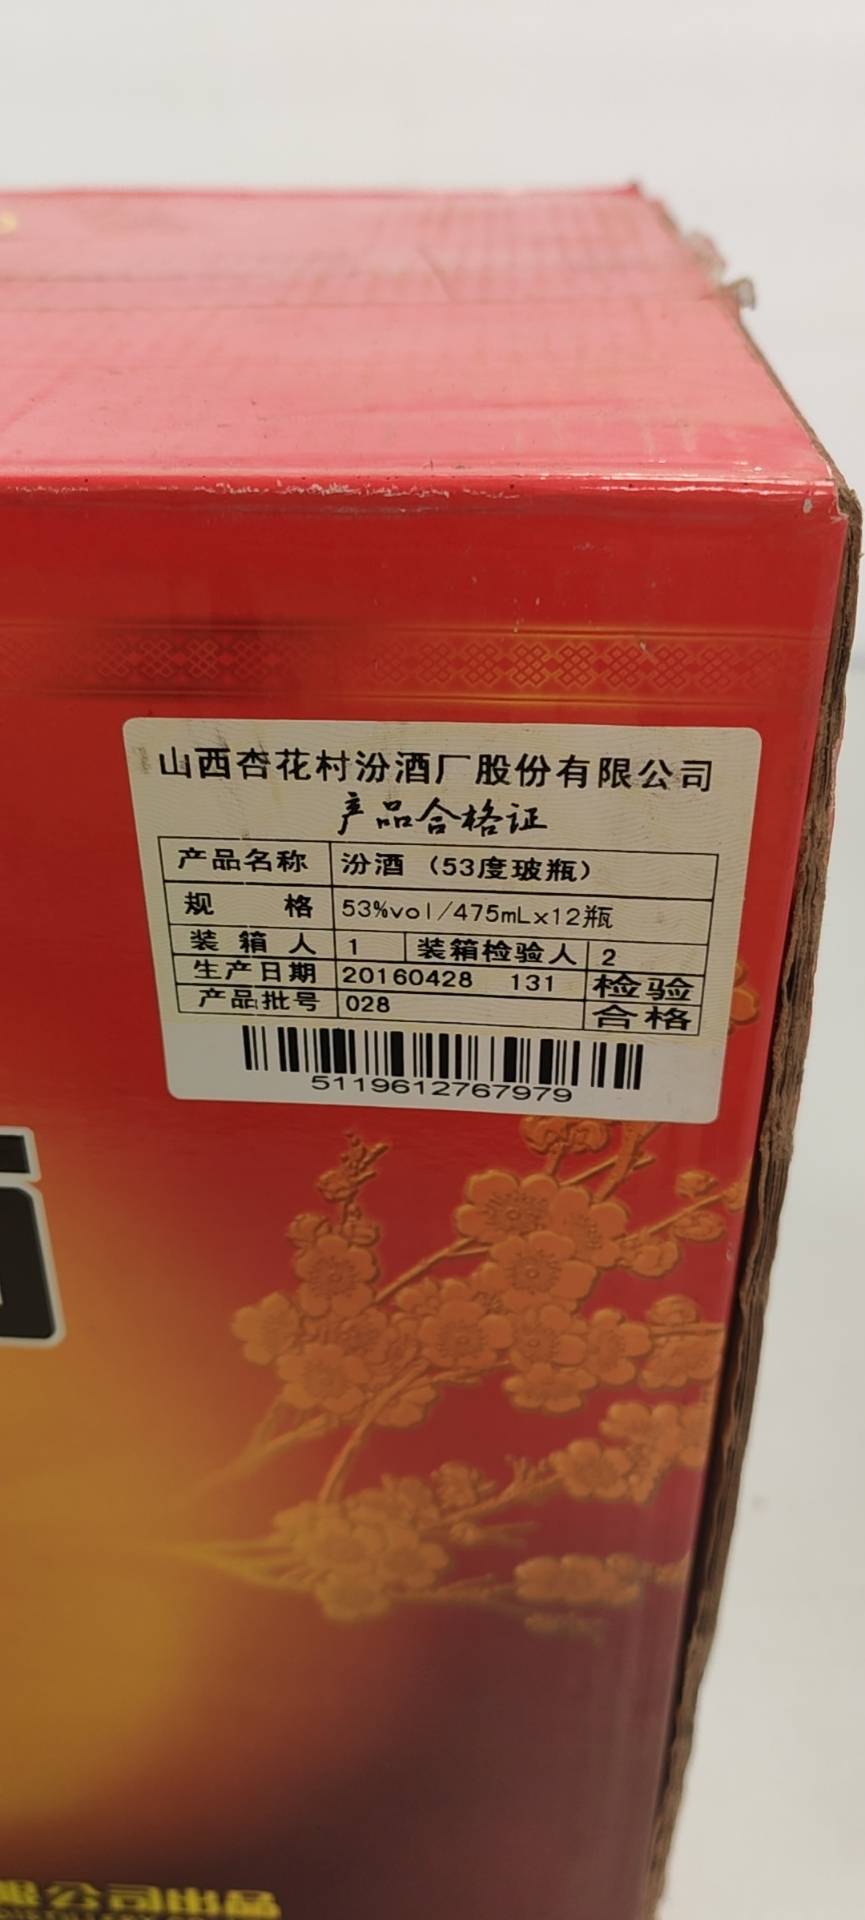 山西杏花村汾酒厂股份有限公司
产品合格证
产品名称 汾酒（53度玻瓶）
规 格 53%vol/475mL×12瓶
装箱人 1 装箱检验人 2
生产日期 20160428 131 检验
产品批号 028 合格
5119612767979